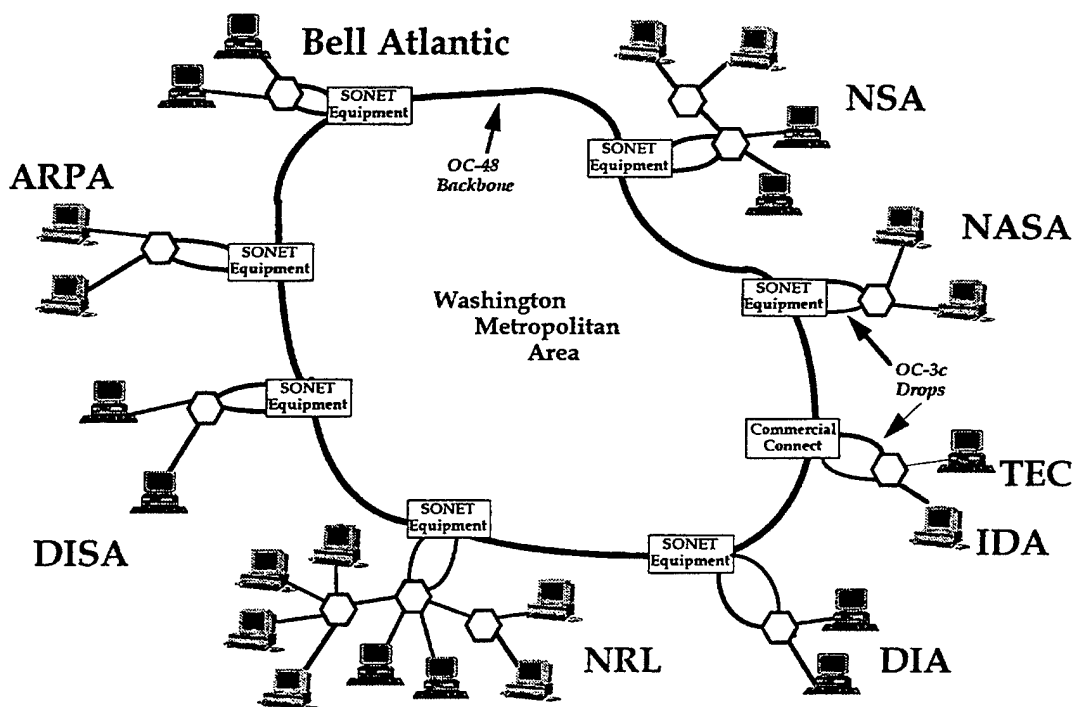 Bell Atlantic
SONET
Equipment
NSA
OC-48
Backbone
SONET
Equipment
ARPA
SONET
Equipment
NASA
SONET
Equipment
Washington
Metropolitan
Area
OC-3c
Drops
SONET
Equipment
Commercial
Connect
TEC
SONET
Equipment
SONET
Equipment
IDA
DISA
NRL
DIA